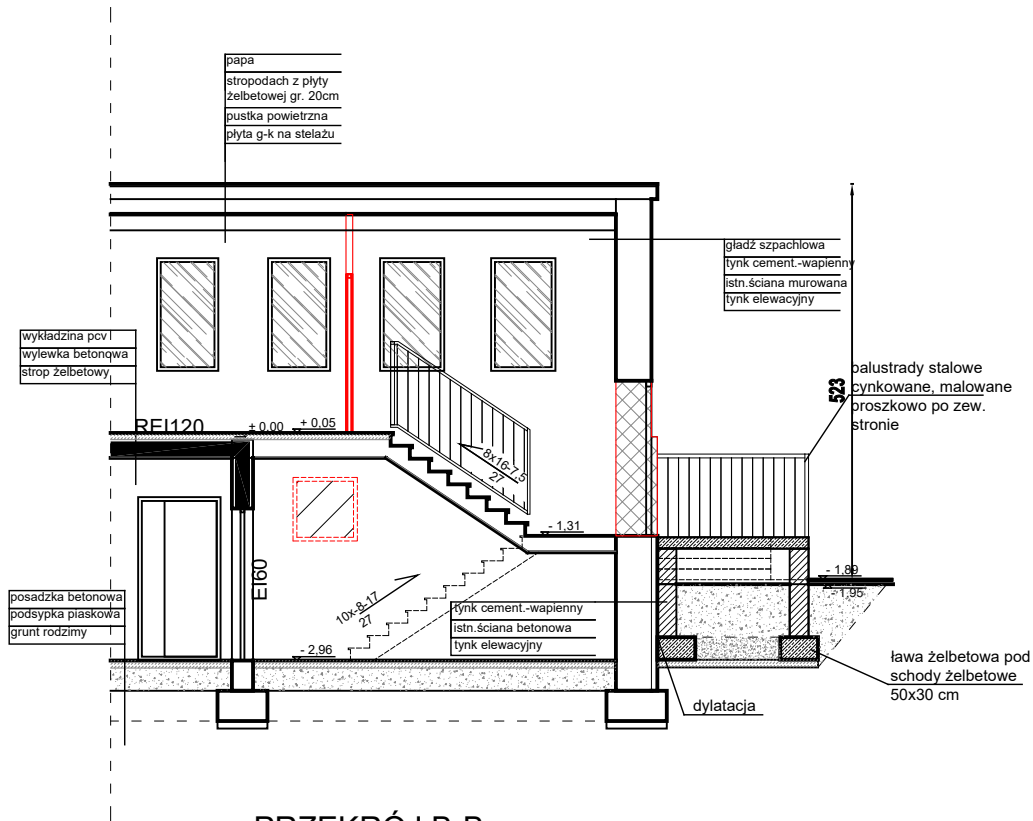 papa
stropodach z płyty
żelbetowej gr. 20cm
pustka powietrzna
płyta g-k na stelażu
gładź szpachlowa
tynk cement.-wapienny
istn.ściana murowana
tynk elewacyjny
wykładzina pcv
wylewka betonowa
strop żelbetowy
523
balustrady stalowe
cynkowane, malowane
proszkowo po zew.
stronie
REI120
± 0,00
+ 0,05
8x16-7,5
27
- 1,31
- 1,89
- 1,95
EI60
10x-8-17
27
posadzka betonowa
podsypka piaskowa
grunt rodzimy
tynk cement.-wapienny
istn.ściana betonowa
tynk elewacyjny
- 2,96
ława żelbetowa pod
schody żelbetowe
50x30 cm
dylatacja
PRZEKRÓJ B-B